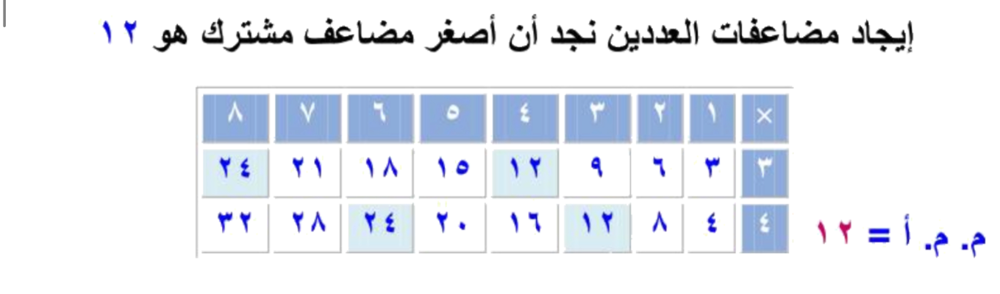 إيجاد مضاعفات العددين نجد أن أصغر مضاعف مشترك هو ١٢
× ١ ٢ ٣ ٤ ٥ ٦ ٧ ٨
٣ ٣ ٦ ٩ ١٢ ١٥ ١٨ ٢١ ٢٤
٤ ٤ ٨ ١٢ ١٦ ٢٠ ٢٤ ٢٨ ٣٢
م. م. أ = ١٢